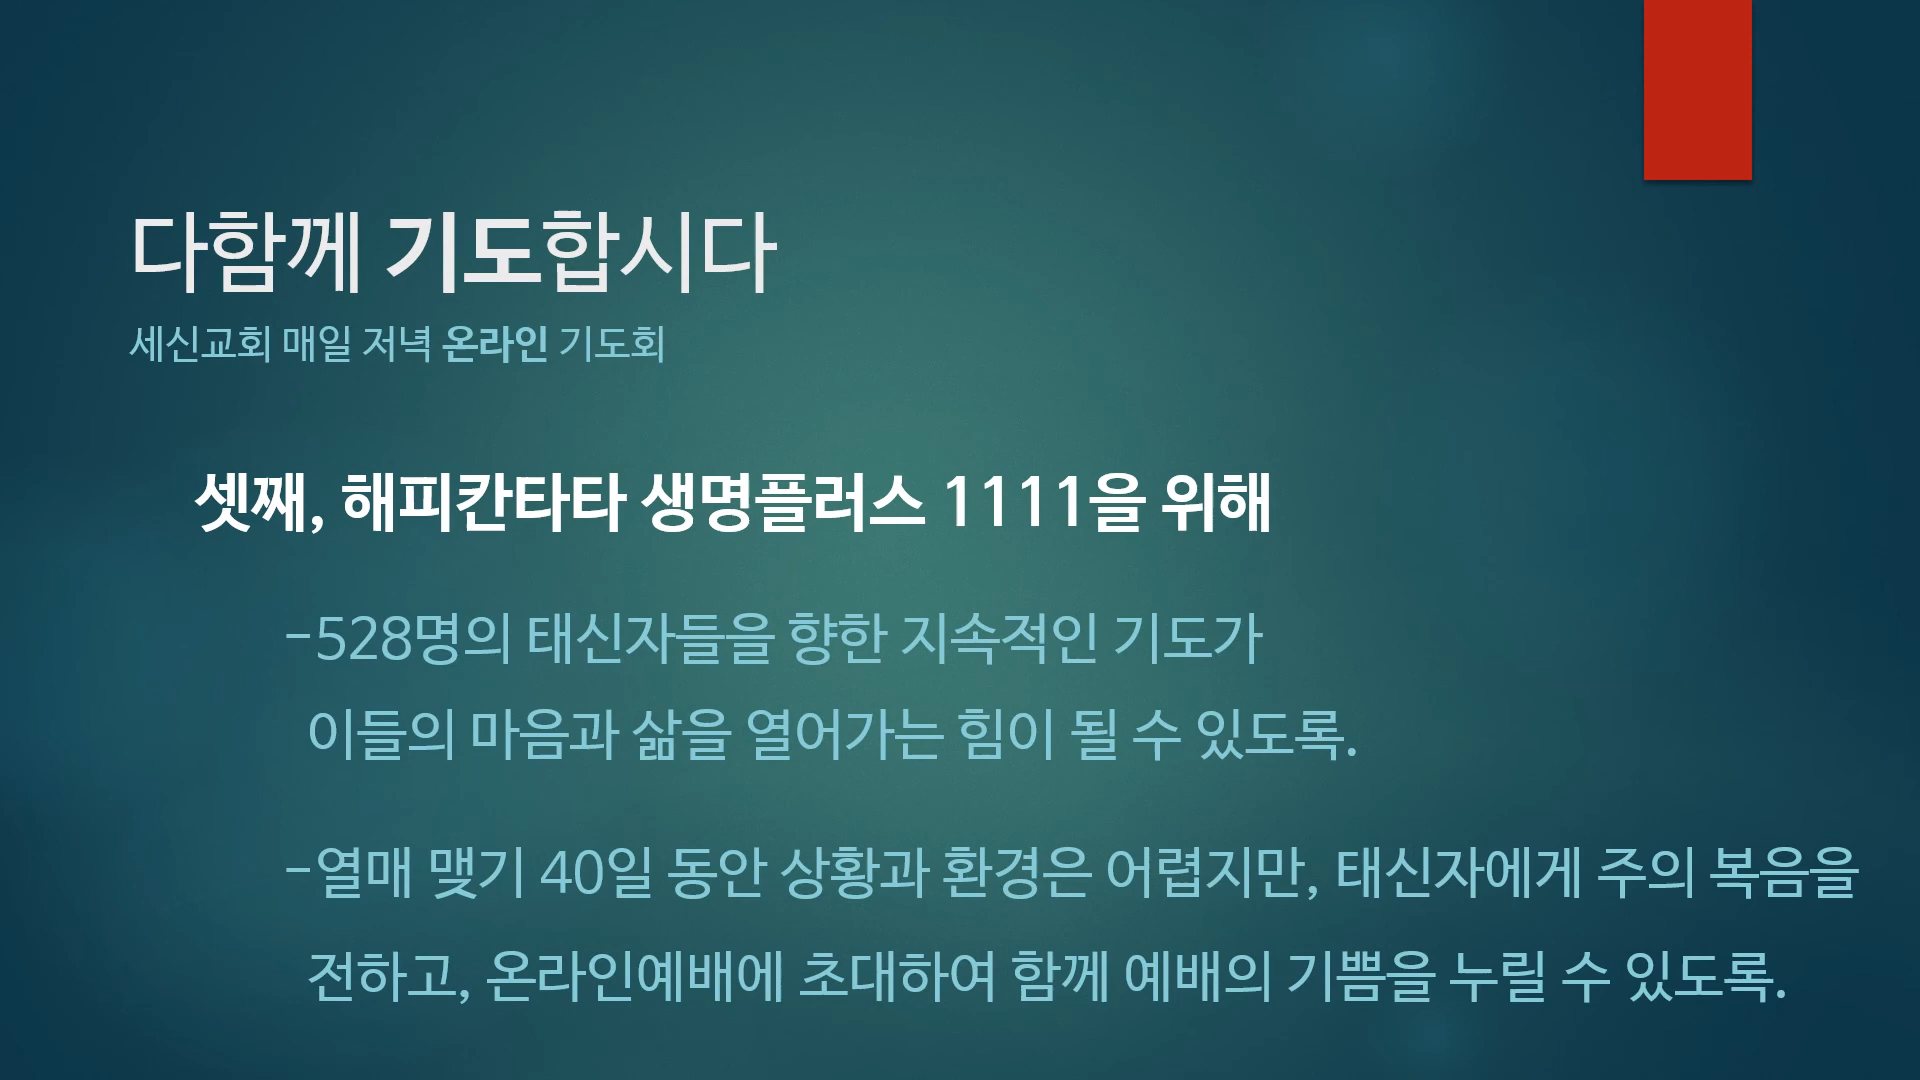 다함께 기도합시다
세신교회 매일 저녁 온라인 기도회
셋째, 해피칸타타 생명플러스 1111을 위해
-528명의 태신자들을 향한 지속적인 기도가
이들의 마음과 삶을 열어가는 힘이 될 수 있도록.
-열매 맺기 40일 동안 상황과 환경은 어렵지만, 태신자에게 주의 복음을
전하고, 온라인예배에 초대하여 함께 예배의 기쁨을 누릴 수 있도록.